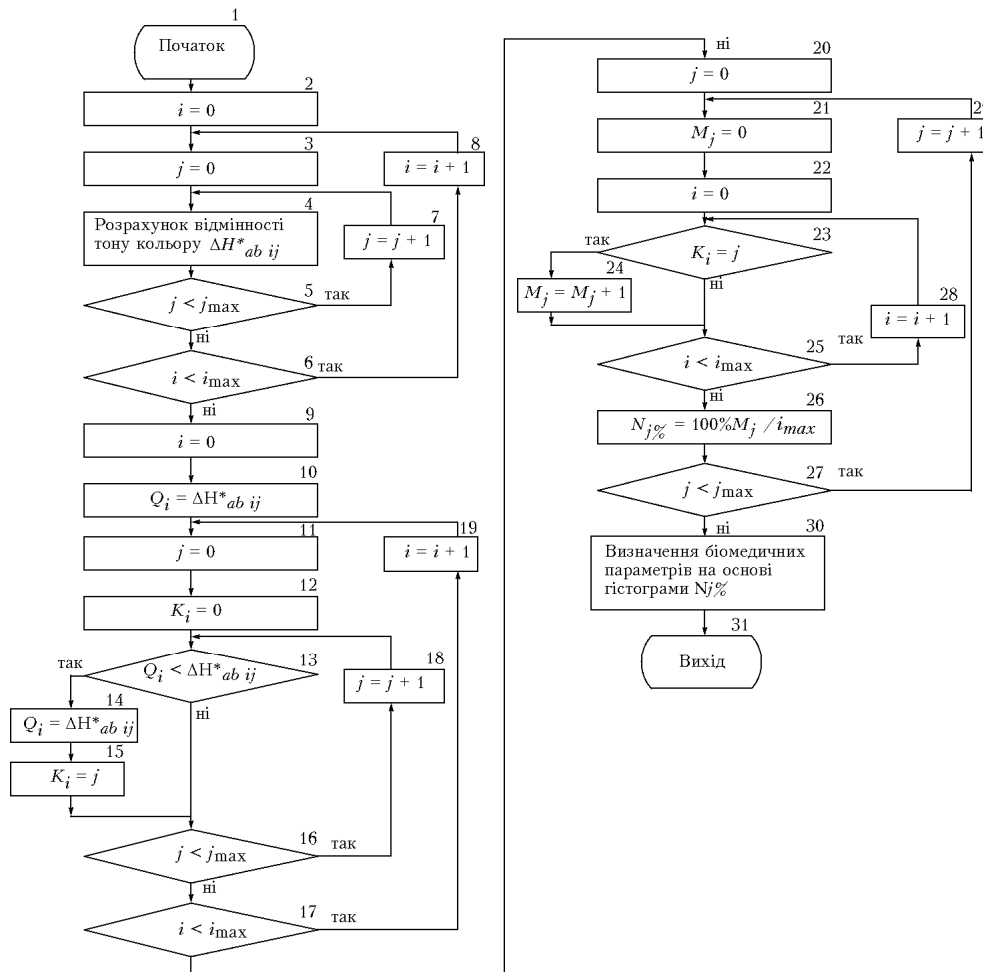 1
Початок
2
i = 0
3
j = 0
8
i = i + 1
4
Розрахунок відмінності
тону кольору ΔH*ab ij
7
j = j + 1
5
j < jmax
так
ні
6
i < imax
так
ні
9
i = 0
10
Qi = ΔH*ab ij
11
j = 0
19
i = i + 1
12
Ki = 0
13
так
Qi < ΔH*ab ij
ні
18
j = j + 1
14
Qi = ΔH*ab ij
15
Ki = j
16
j < jmax
так
ні
17
i < imax
так
ні
20
j = 0
21
Mj = 0
j = j + 1
22
i = 0
23
так
Ki = j
ні
24
Mj = Mj + 1
28
i = i + 1
25
i < imax
так
ні
26
Nj% = 100%Mj / imax
27
j < jmax
так
ні
30
Визначення біомедичних
параметрів на основі
гістограми Nj%
31
Вихід